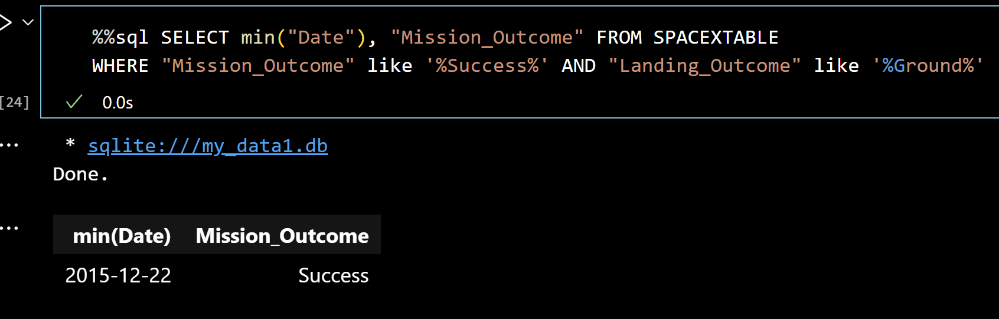 %%sql SELECT min("Date"), "Mission_Outcome" FROM SPACEXTABLE
WHERE "Mission_Outcome" like '%Success%' AND "Landing_Outcome" like '%Ground%'
[24]
0.0s
* sqlite:///my_data1.db
Done.
min(Date) Mission_Outcome
2015-12-22 Success